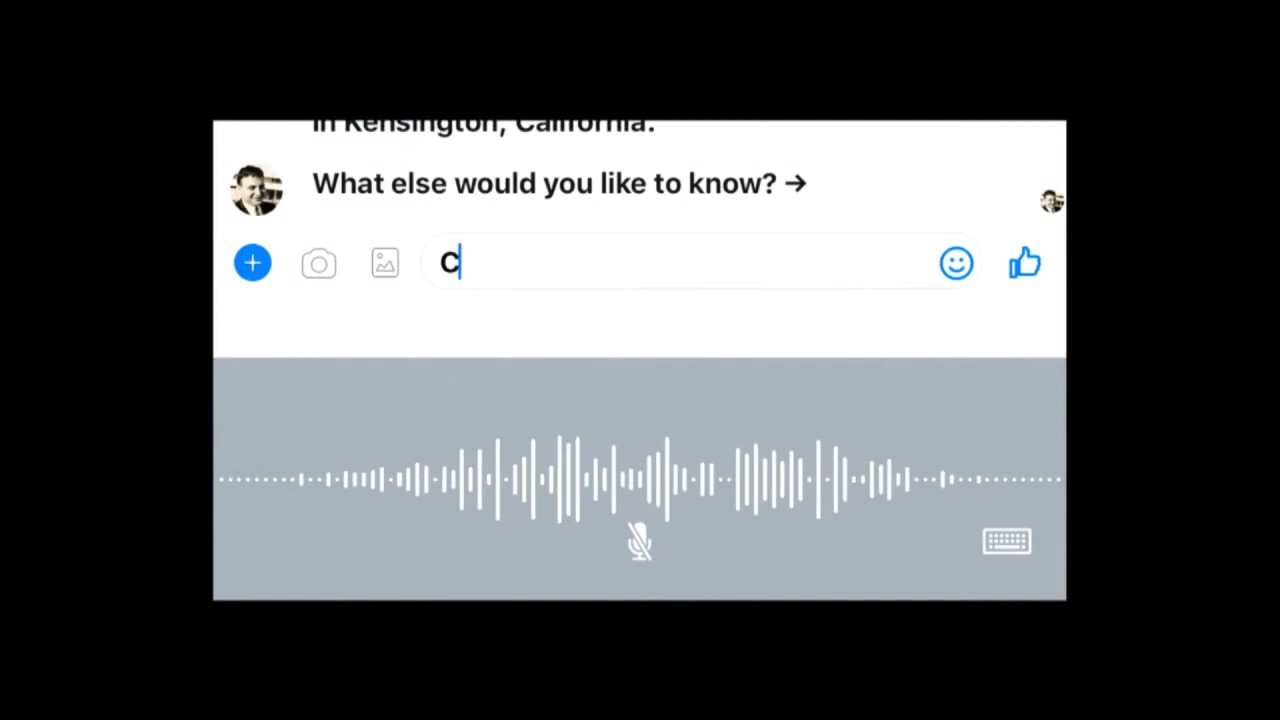 in Kensington, California.
What else would you like to know? →
C